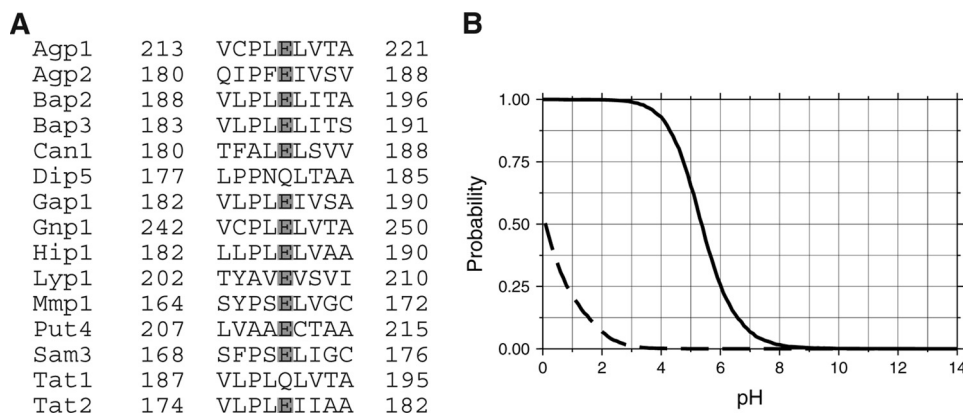 A
Agp1 213 VCPLELVTA 221
Agp2 180 QIPFEIVSV 188
Bap2 188 VLPLELITA 196
Bap3 183 VLPLELITS 191
Can1 180 TFALELSVV 188
Dip5 177 LPPNQLTAA 185
Gap1 182 VLPLEIVSA 190
Gnp1 242 VCPLELVTA 250
Hip1 182 LLPLELVAA 190
Lyp1 202 TYAVEVSVI 210
Mmp1 164 SYPSELVGC 172
Put4 207 LVAAECTAA 215
Sam3 168 SFPSELIGC 176
Tat1 187 VLPLQLVTA 195
Tat2 174 VLPLEIIAA 182
B
1.00
0.75
0.50
0.25
0.00
Probability
0 2 4 6 8 10 12 14
pH